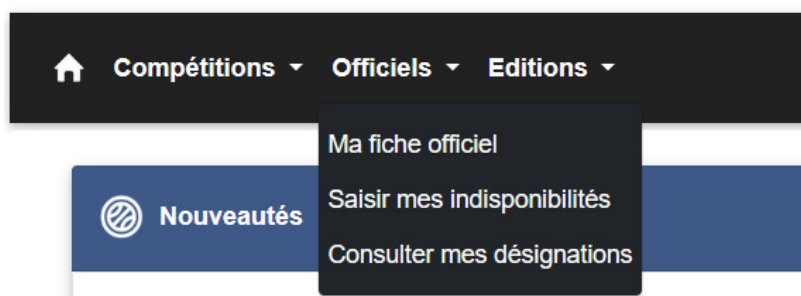 Compétitions Officiels Editions
Ma fiche officiel
Saisir mes indisponibilités
Nouveautés
Consulter mes désignations